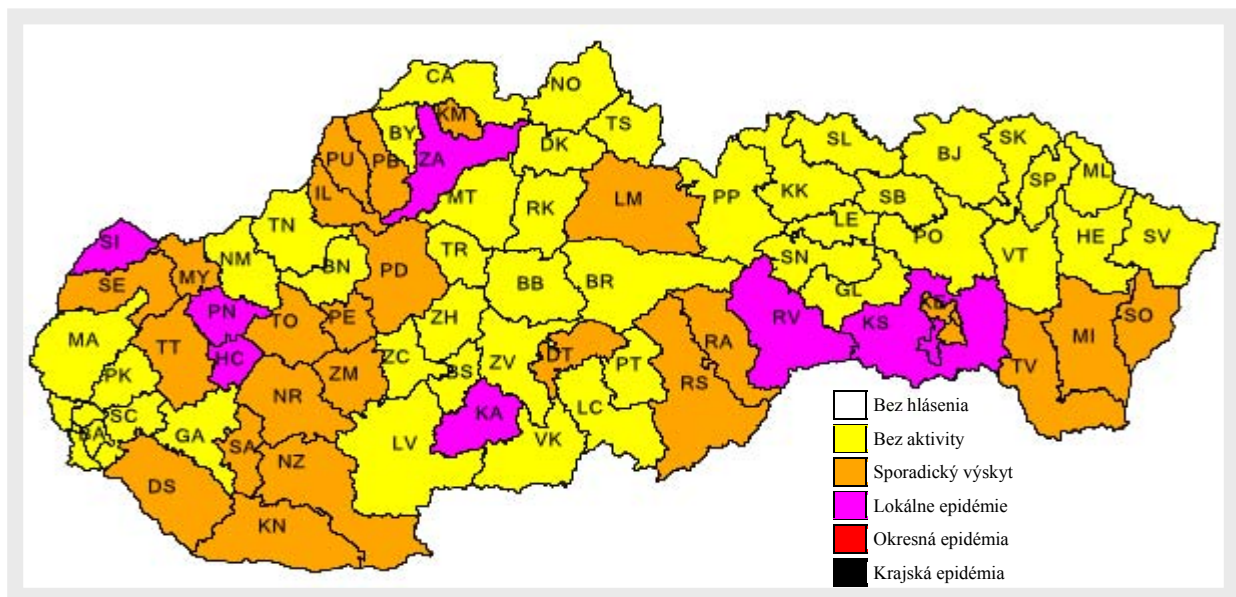 CA
NO
KM
BY
TS
DK
ZA
PU
PB
IL
MT
RK
LM
SL
BJ
SK
ML
SP
PP
KK
SB
LE
PO
HE
SV
VT
SI
TN
NM
BN
PD
TR
SN
GL
SE
MY
BB
BR
PN
TO
PE
ZH
RV
KS
KE
MI
SO
MA
TT
HC
ZC
ZV
DT
PT
RA
TV
PK
ZM
BS
RS
NR
SC
BA
GA
SA
NZ
LV
KA
VK
LC
DS
KN
Bez hlásenia
Bez aktivity
Sporadický výskyt
Lokálne epidémie
Okresná epidémia
Krajská epidémia